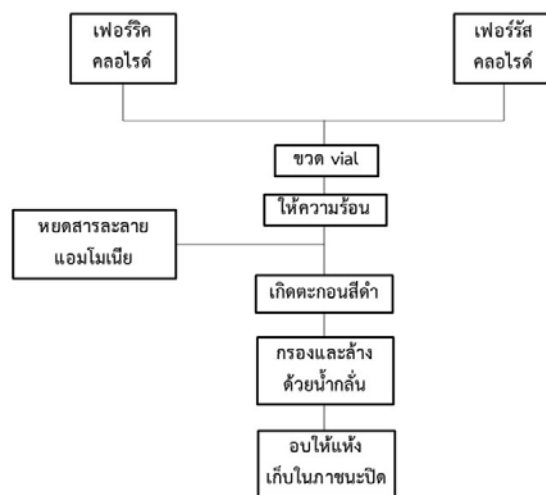 เฟอร์ริค
คลอไรด์
เฟอร์รัส
คลอไรด์
ขวด vial
ให้ความร้อน
หยดสารละลาย
แอมโมเนีย
เกิดตะกอนสีดำ
กรองและล้าง
ด้วยน้ำกลั่น
อบให้แห้ง
เก็บในภาชนะปิด